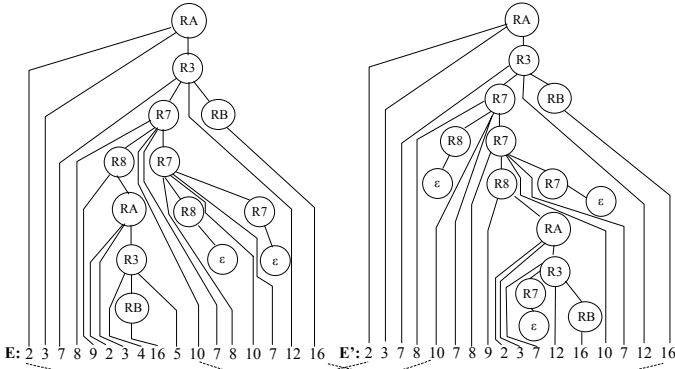 RA
R3
R7 RB
R8 R7
RA R8 R7
R3 ε ε
RB
E: 2 3 7 8 9 2 3 4 16 5 10 7 8 10 7 12 16
RA
R3
R7 RB
R8 R7
ε R8 R7 ε
RA
R3
R7
ε RB
E': 2 3 7 8 10 7 8 9 2 3 7 12 16 10 7 12 16